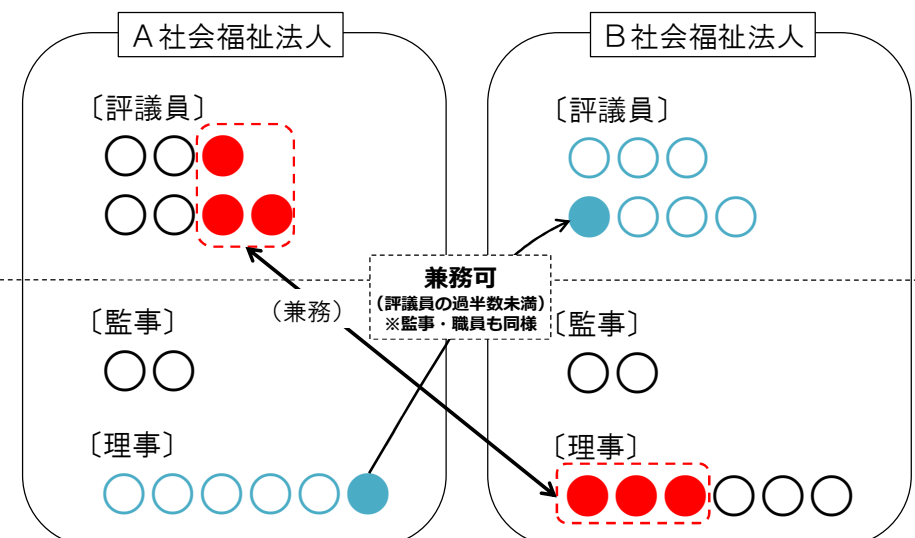 A社会福祉法人
B社会福祉法人
〔評議員〕
〔評議員〕
兼務可
(評議員の過半数未満)
※監事・職員も同様
（兼務）
〔監事〕
〔監事〕
〔理事〕
〔理事〕